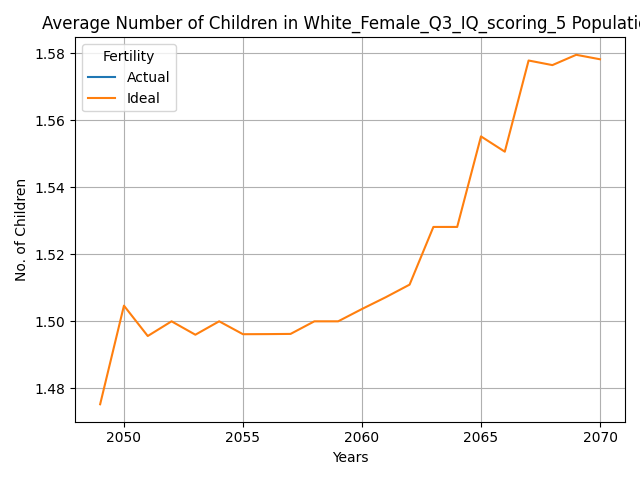 Average Number of Children in White_Female_Q3_IQ_scoring_5 Populatio
Fertility
Actual
Ideal
1.58
1.56
1.54
1.52
1.50
1.48
No. of Children
2050 2055 2060 2065 2070
Years